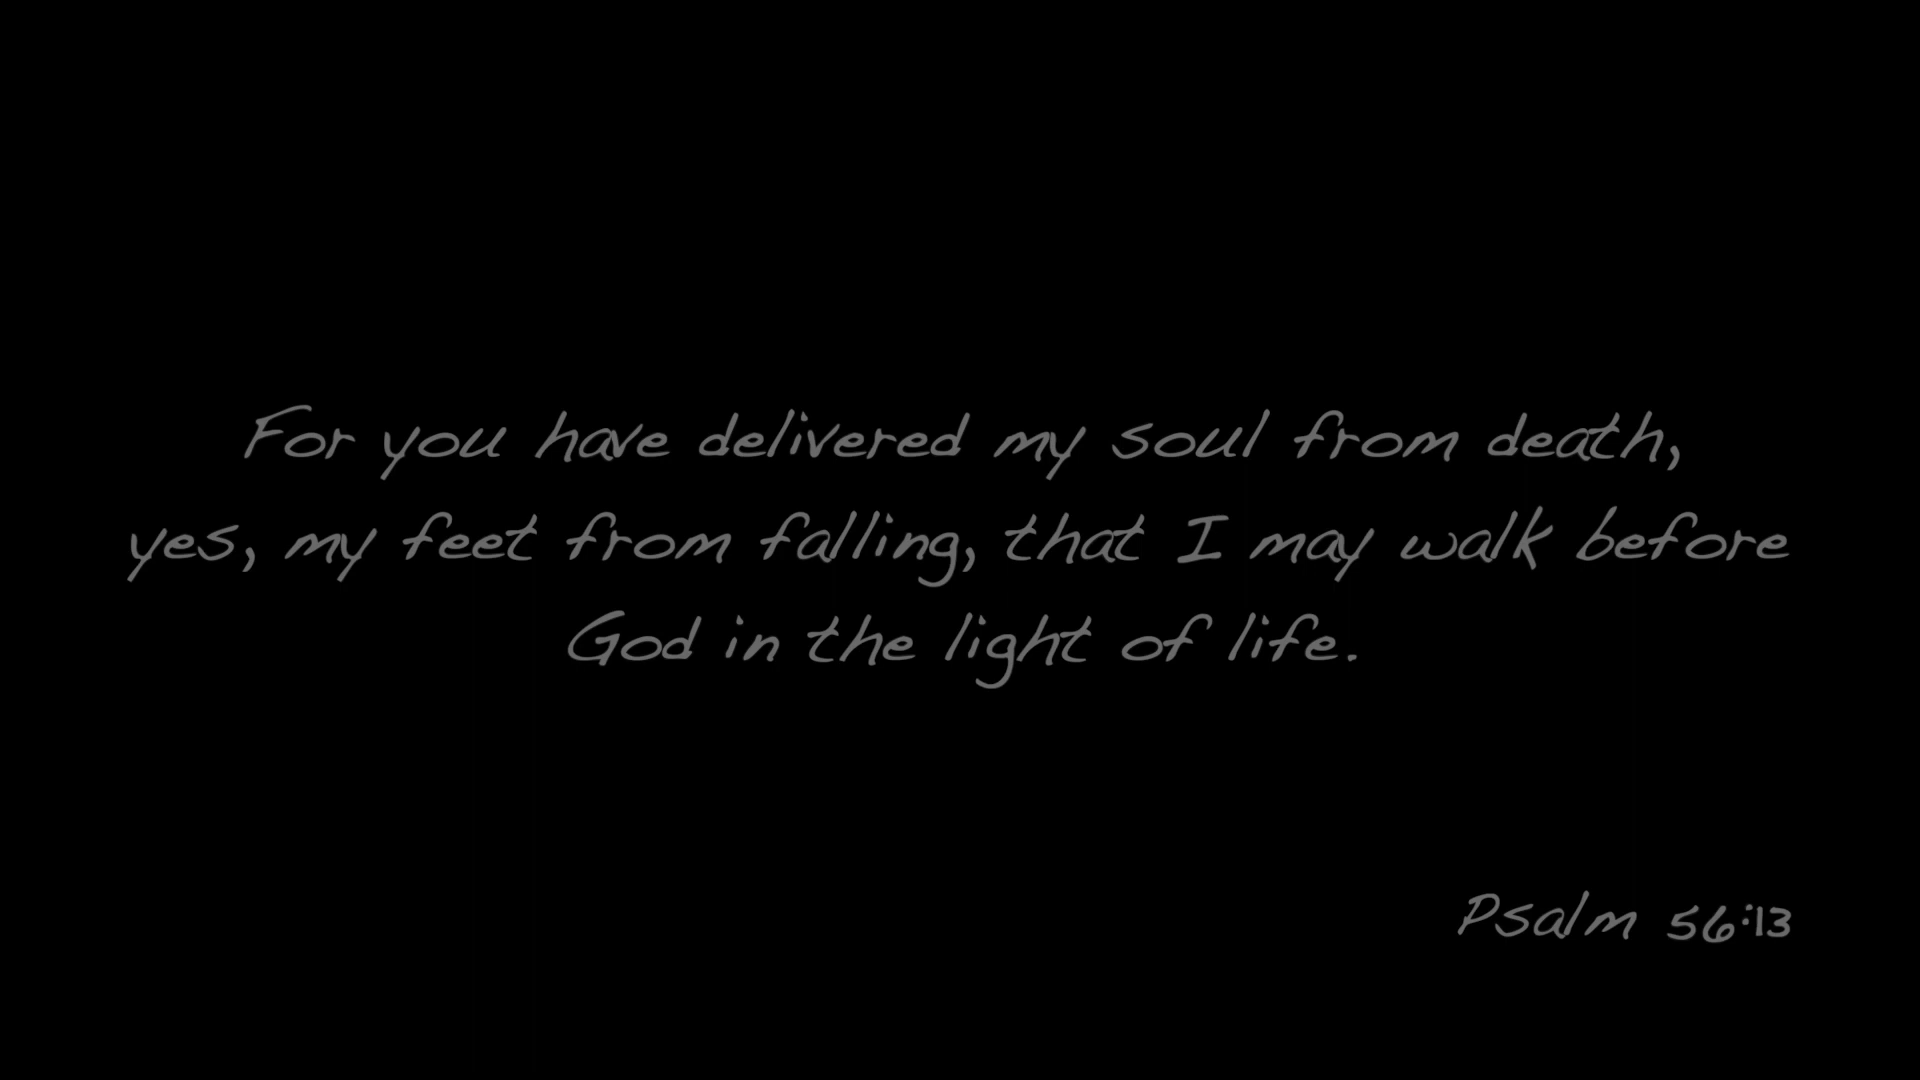 For you have delivered my soul from death,
yes, my feet from falling, that I may walk before
God in the light of life.
Psalm 56:13